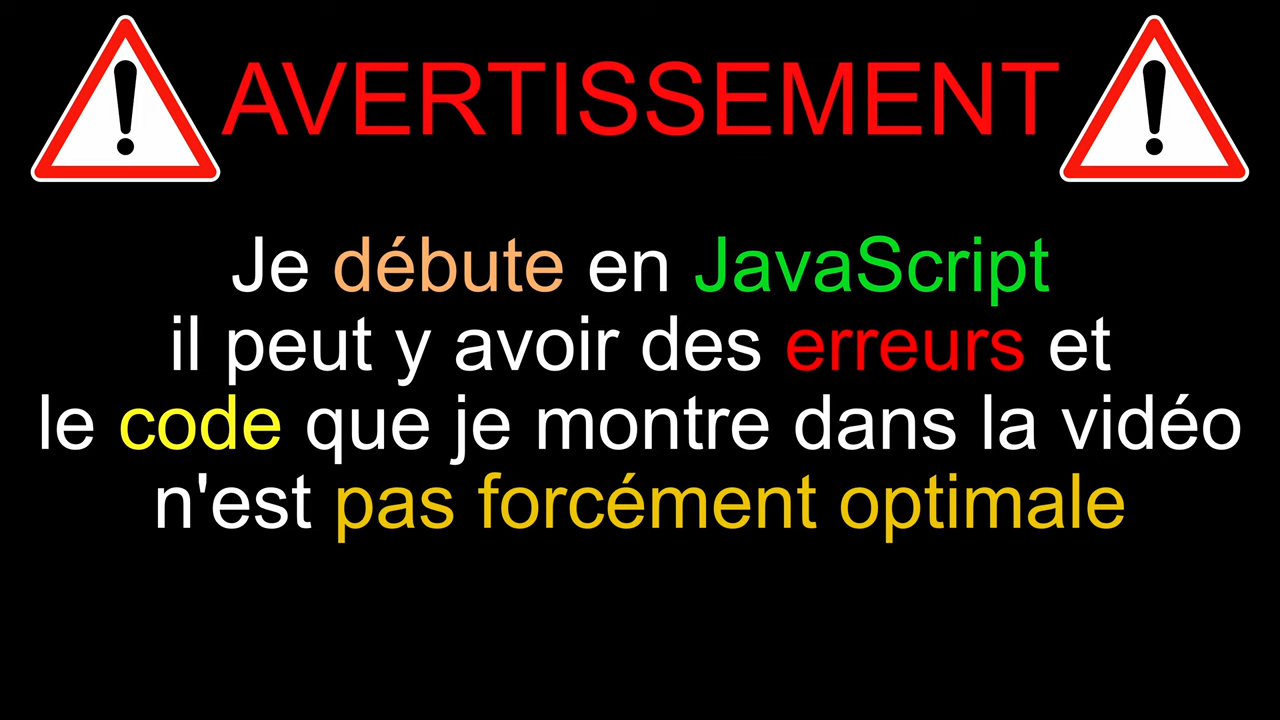 AVERTISSEMENT
Je débute en JavaScript
il peut y avoir des erreurs et
le code que je montre dans la vidéo
n'est pas forcément optimale